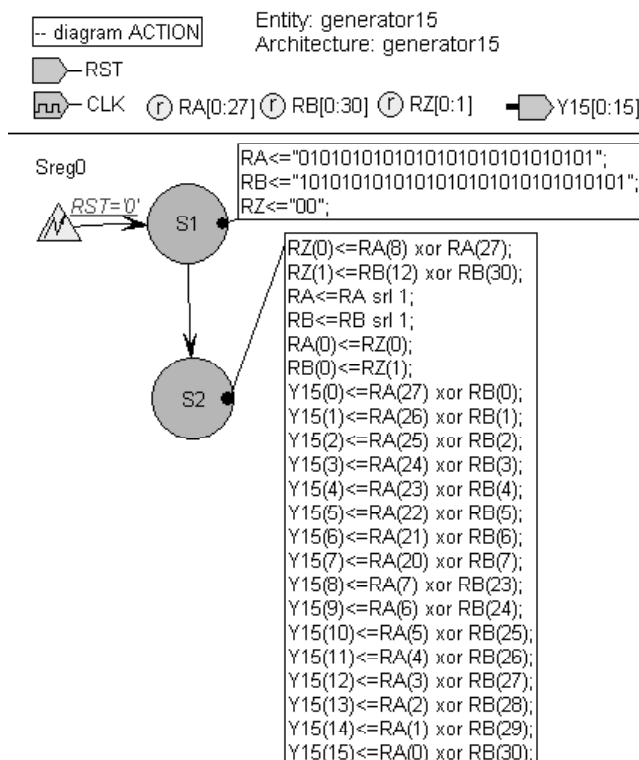 -- diagram ACTION
Entity: generator15
Architecture: generator15
RST
CLK
r RA[0:27] r RB[0:30] r RZ[0:1]
Y15[0:15]
Sreg0
RST='0'
S1
RA<="0101010101010101010101010101";
RB<="1010101010101010101010101010101";
RZ<="00";
S2
RZ(0)<=RA(8) xor RA(27);
RZ(1)<=RB(12) xor RB(30);
RA<=RA srl 1;
RB<=RB srl 1;
RA(0)<=RZ(0);
RB(0)<=RZ(1);
Y15(0)<=RA(27) xor RB(0);
Y15(1)<=RA(26) xor RB(1);
Y15(2)<=RA(25) xor RB(2);
Y15(3)<=RA(24) xor RB(3);
Y15(4)<=RA(23) xor RB(4);
Y15(5)<=RA(22) xor RB(5);
Y15(6)<=RA(21) xor RB(6);
Y15(7)<=RA(20) xor RB(7);
Y15(8)<=RA(7) xor RB(23);
Y15(9)<=RA(6) xor RB(24);
Y15(10)<=RA(5) xor RB(25);
Y15(11)<=RA(4) xor RB(26);
Y15(12)<=RA(3) xor RB(27);
Y15(13)<=RA(2) xor RB(28);
Y15(14)<=RA(1) xor RB(29);
Y15(15)<=RA(0) xor RB(30);